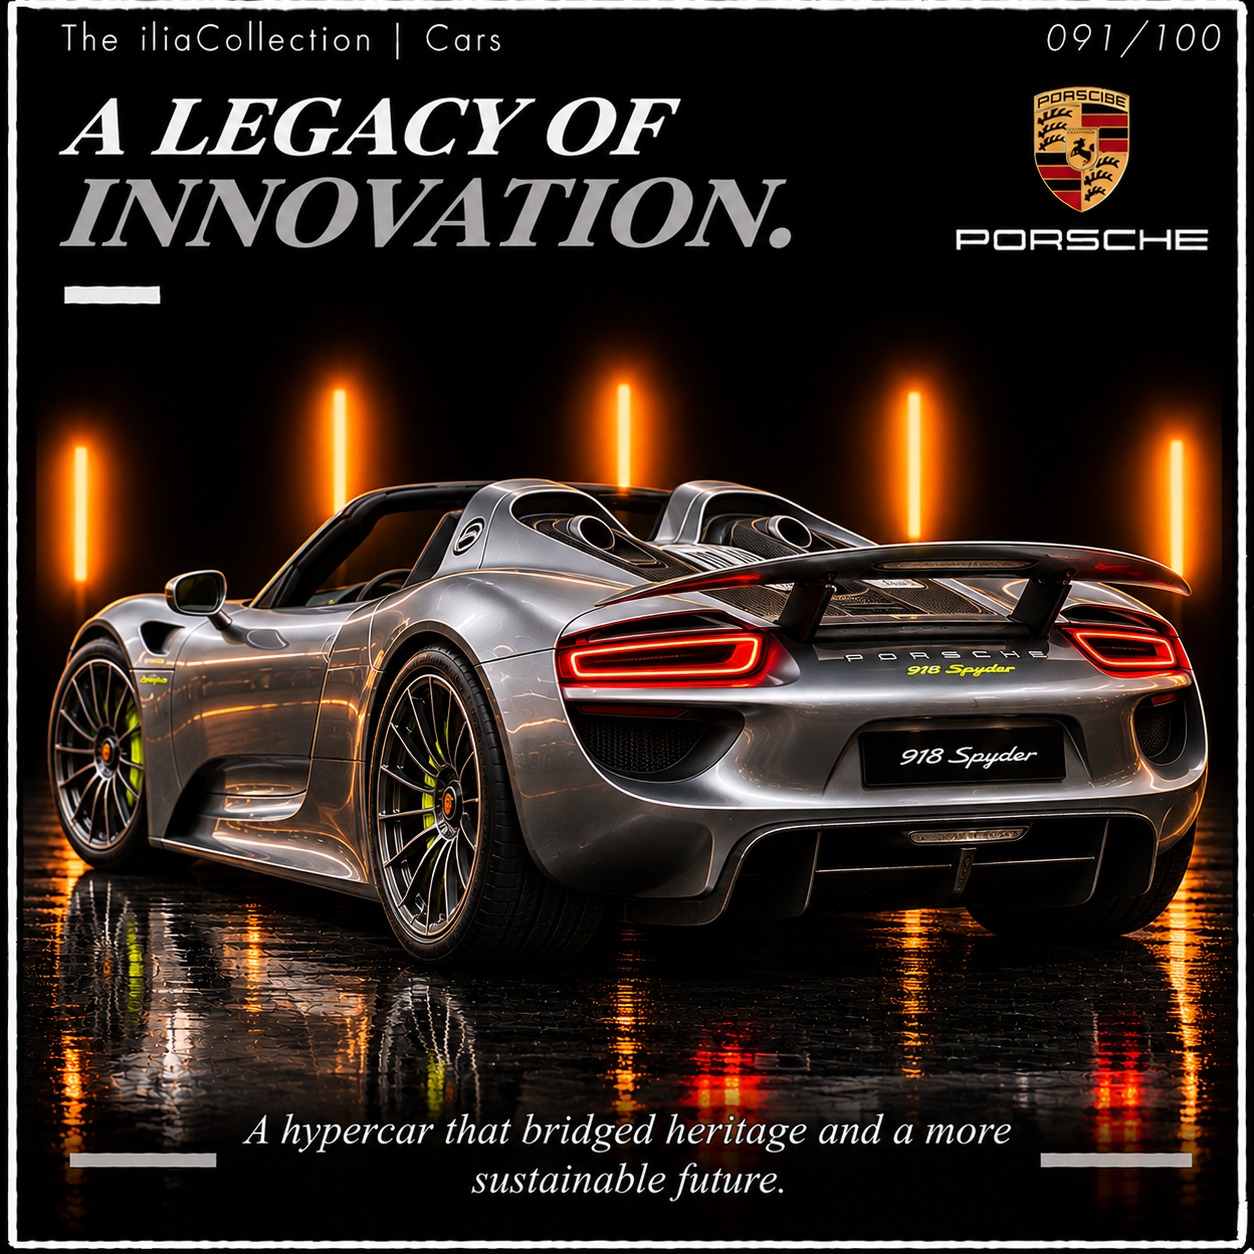 The iliaCollection | Cars
091/100
A LEGACY OF
INNOVATION.
PORSCIBE
PORSCHE
PORSCHE
918 Spyder
918 Spyder
A hypercar that bridged heritage and a more
sustainable future.